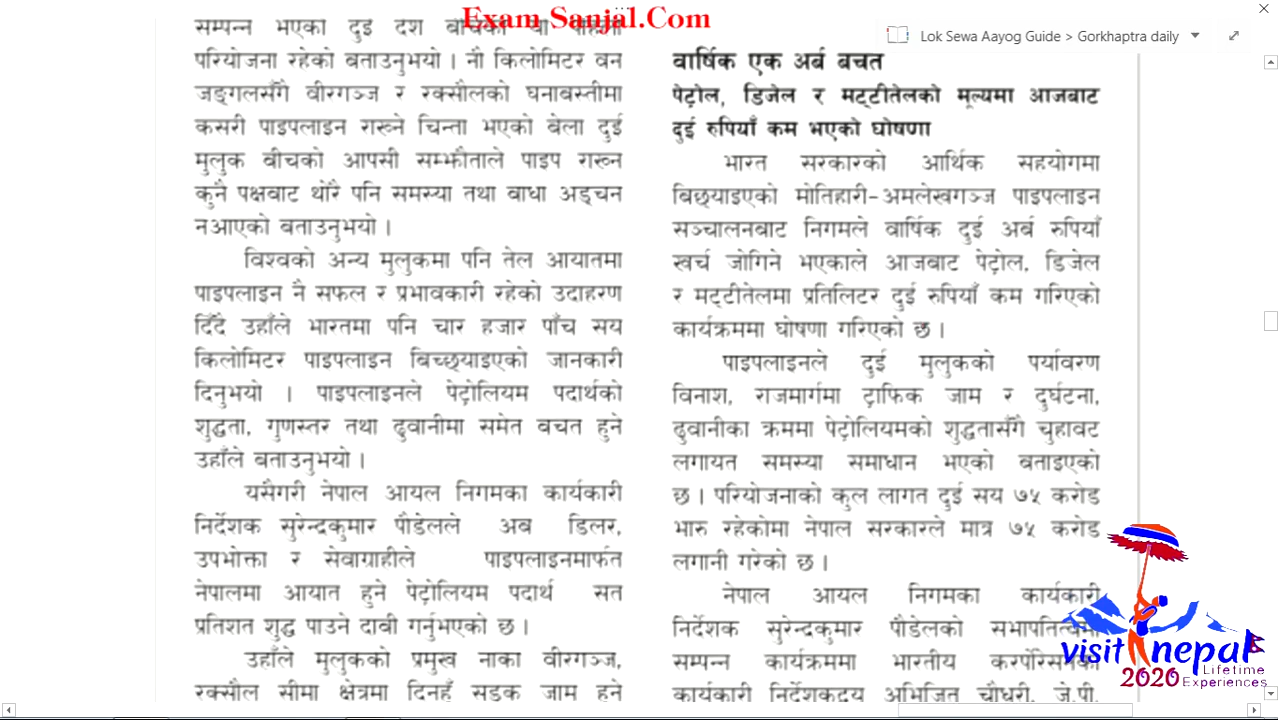 Exam Sanjal.Com
Lok Sewa Aayog Guide > Gorkhaptra daily
सम्पन्न भएका दुई दश बीचको यो पहिलो
परियोजना रहेको बताउनुभयो । नौ किलोमिटर वन
जङ्गलसँगै वीरगञ्ज र रक्सौलको घनाबस्तीमा
कसरी पाइपलाइन राख्ने चिन्ता भएको बेला दुई
मुलुक बीचको आपसी सम्झौताले पाइप राख्न
कुनै पक्षबाट थोरै पनि समस्या तथा बाधा अड्चन
नआएको बताउनुभयो ।
विश्वको अन्य मुलुकमा पनि तेल आयातमा
पाइपलाइन नै सफल र प्रभावकारी रहेको उदाहरण
दिँदै उहाँले भारतमा पनि चार हजार पाँच सय
किलोमिटर पाइपलाइन बिच्छ्याइएको जानकारी
दिनुभयो । पाइपलाइनले पेट्रोलियम पदार्थको
शुद्धता, गुणस्तर तथा ढुवानीमा समेत बचत हुने
उहाँले बताउनुभयो ।
यसैगरी नेपाल आयल निगमका कार्यकारी
निर्देशक सुरेन्द्रकुमार पौडेलले अब डिलर,
उपभोक्ता र सेवाग्राहीले पाइपलाइनमार्फत
नेपालमा आयात हुने पेट्रोलियम पदार्थ सत
प्रतिशत शुद्ध पाउने दावी गर्नुभएको छ ।
उहाँले मुलुकको प्रमुख नाका वीरगञ्ज,
रक्सौल सीमा क्षेत्रमा दिनहुँ सडक जाम हुने
वार्षिक एक अर्ब बचत
पेट्रोल, डिजेल र मट्टीतेलको मूल्यमा आजबाट
दुई रुपियाँ कम भएको घोषणा
भारत सरकारको आर्थिक सहयोगमा
बिछ्याइएको मोतिहारी-अमलेखगञ्ज पाइपलाइन
सञ्चालनबाट निगमले वार्षिक दुई अर्ब रुपियाँ
खर्च जोगिने भएकाले आजबाट पेट्रोल, डिजेल
र मट्टीतेलमा प्रतिलिटर दुई रुपियाँ कम गरिएको
कार्यक्रममा घोषणा गरिएको छ ।
पाइपलाइनले दुई मुलुकको पर्यावरण
विनाश, राजमार्गमा ट्राफिक जाम र दुर्घटना,
ढुवानीका क्रममा पेट्रोलियमको शुद्धतासँगै चुहावट
लगायत समस्या समाधान भएको बताइएको
छ । परियोजनाको कुल लागत दुई सय ७५ करोड
भारु रहेकोमा नेपाल सरकारले मात्र ७५ करोड
लगानी गरेको छ ।
नेपाल आयल निगमका कार्यकारी
निर्देशक सुरेन्द्रकुमार पौडेलको सभापतित्वमा
सम्पन्न कार्यक्रममा भारतीय करर्पोरेसनका
कार्यकारी निर्देशकद्वय अभिजित चौधरी, जे.पी.
visit nepal
2020 Lifetime
Experiences